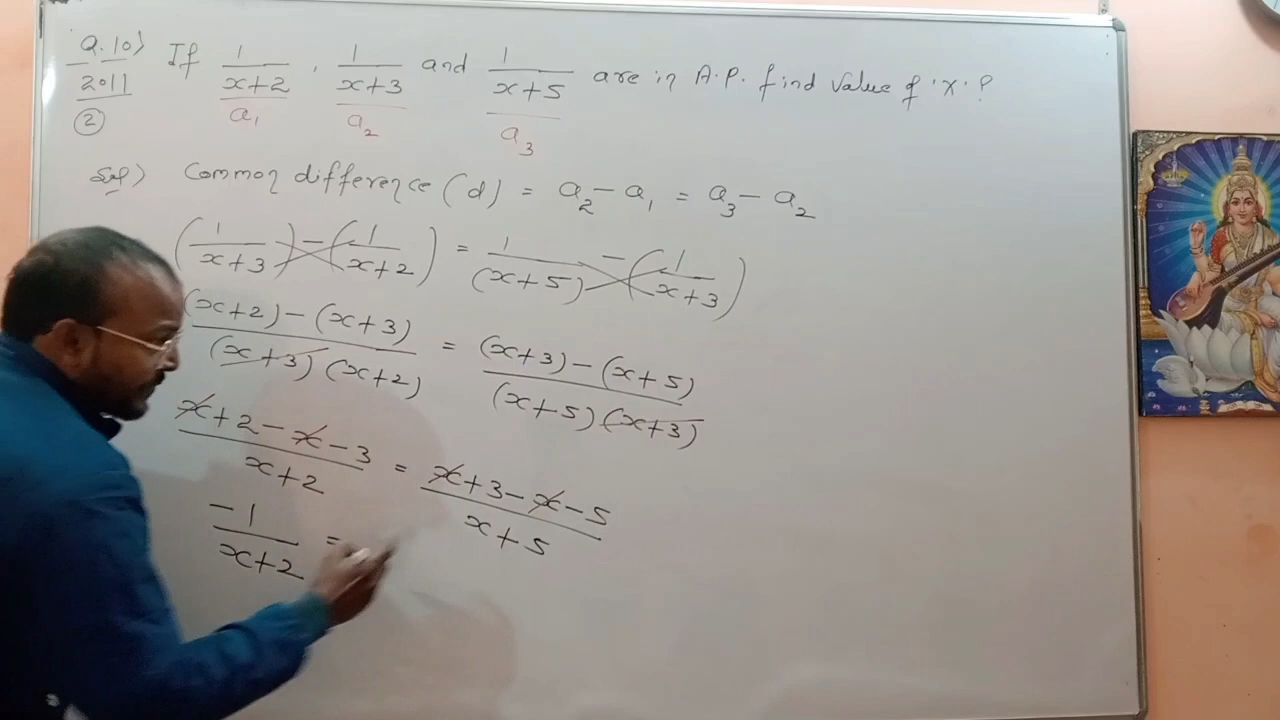 Q.10) If 1/(x+2), 1/(x+3) and 1/(x+5) are in A.P. find value of 'x'?
2011
②
a₁ a₂ a₃
Sol) Common difference (d) = a₂ - a₁ = a₃ - a₂
(1/(x+3)) - (1/(x+2)) = 1/(x+5) - (1/(x+3))
((x+2) - (x+3))/((x+3)(x+2)) = ((x+3) - (x+5))/((x+5)(x+3))
(x+2-x-3)/(x+2) = (x+3-x-5)/(x+5)
-1/(x+2) =